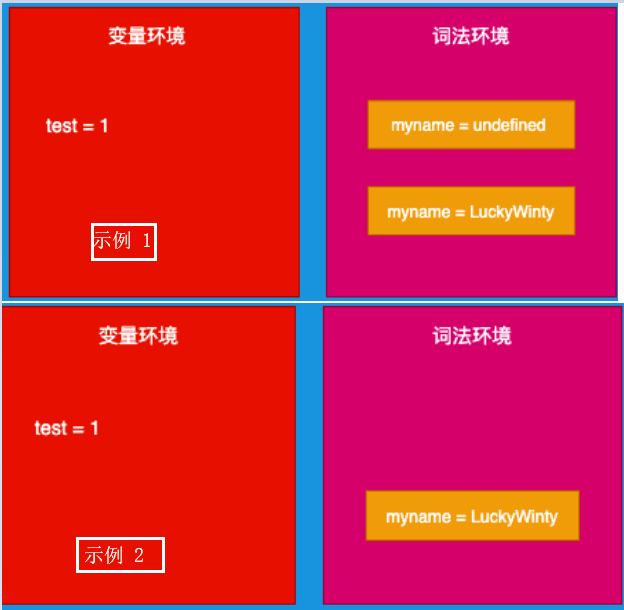 变量环境
词法环境
test = 1
myname = undefined
myname = LuckyWinty
示例 1
变量环境
词法环境
test = 1
myname = LuckyWinty
示例 2